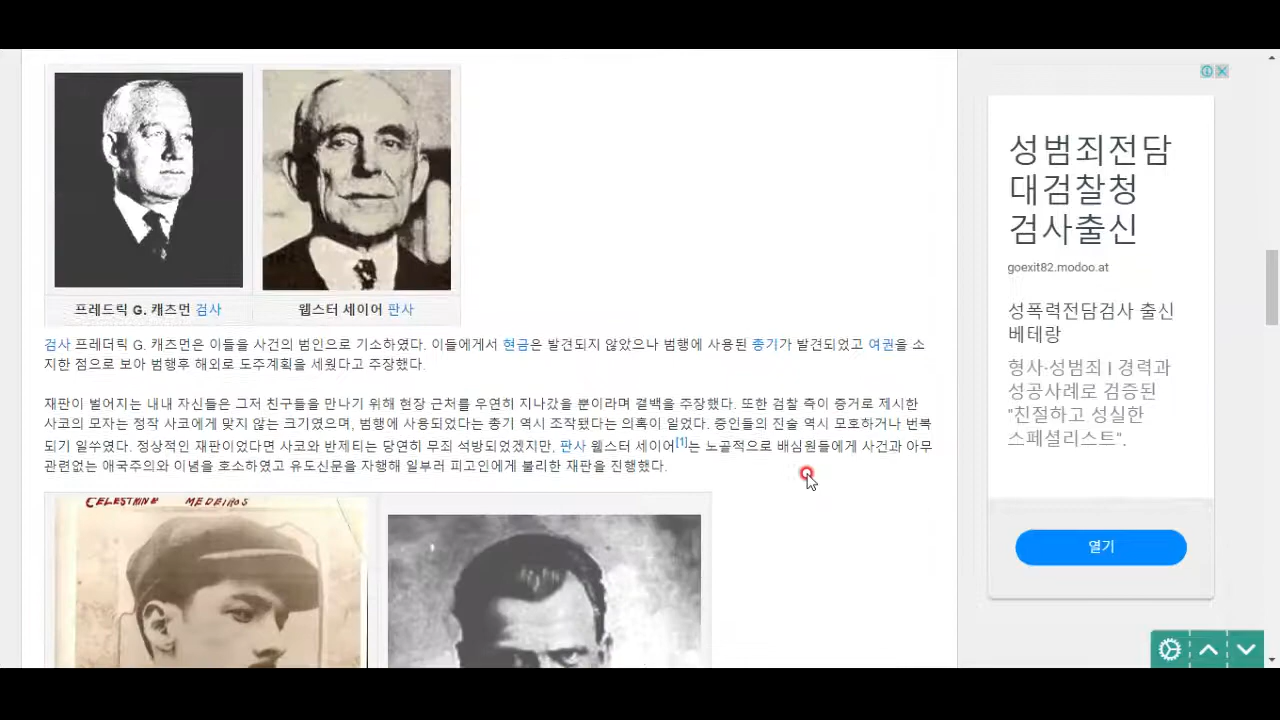 프레드릭 G. 캐츠먼 검사
웹스터 세이어 판사
검사 프레더릭 G. 캐즈먼은 이들을 사건의 범인으로 기소하였다. 이들에게서 현금은 발견되지 않았으나 범행에 사용된 총기가 발견되었고 여권을 소
지한 점으로 보아 범행후 해외로 도주계획을 세웠다고 주장했다.
재판이 벌어지는 내내 자신들은 그저 친구들을 만나기 위해 현장 근처를 우연히 지나갔을 뿐이라며 결백을 주장했다. 또한 검찰 측이 증거로 제시한
사코의 모자는 정작 사코에게 맞지 않는 크기였으며, 범행에 사용되었다는 총기 역시 조작됐다는 의혹이 일었다. 증인들의 진술 역시 모호하거나 번복
되기 일쑤였다. 정상적인 재판이었다면 사코와 반제티는 당연히 무죄 석방되었겠지만, 판사 웹스터 세이어[1]는 노골적으로 배심원들에게 사건과 아무
관련없는 애국주의와 이념을 호소하였고 유도신문을 자행해 일부러 피고인에게 불리한 재판을 진행했다.
CELESTINO MEDEIROS
성범죄전담
대검찰청
검사출신
goexit82.modoo.at
성폭력전담검사 출신
베테랑
형사·성범죄 | 경력과
성공사례로 검증된
"친절하고 성실한
스페셜리스트".
열기